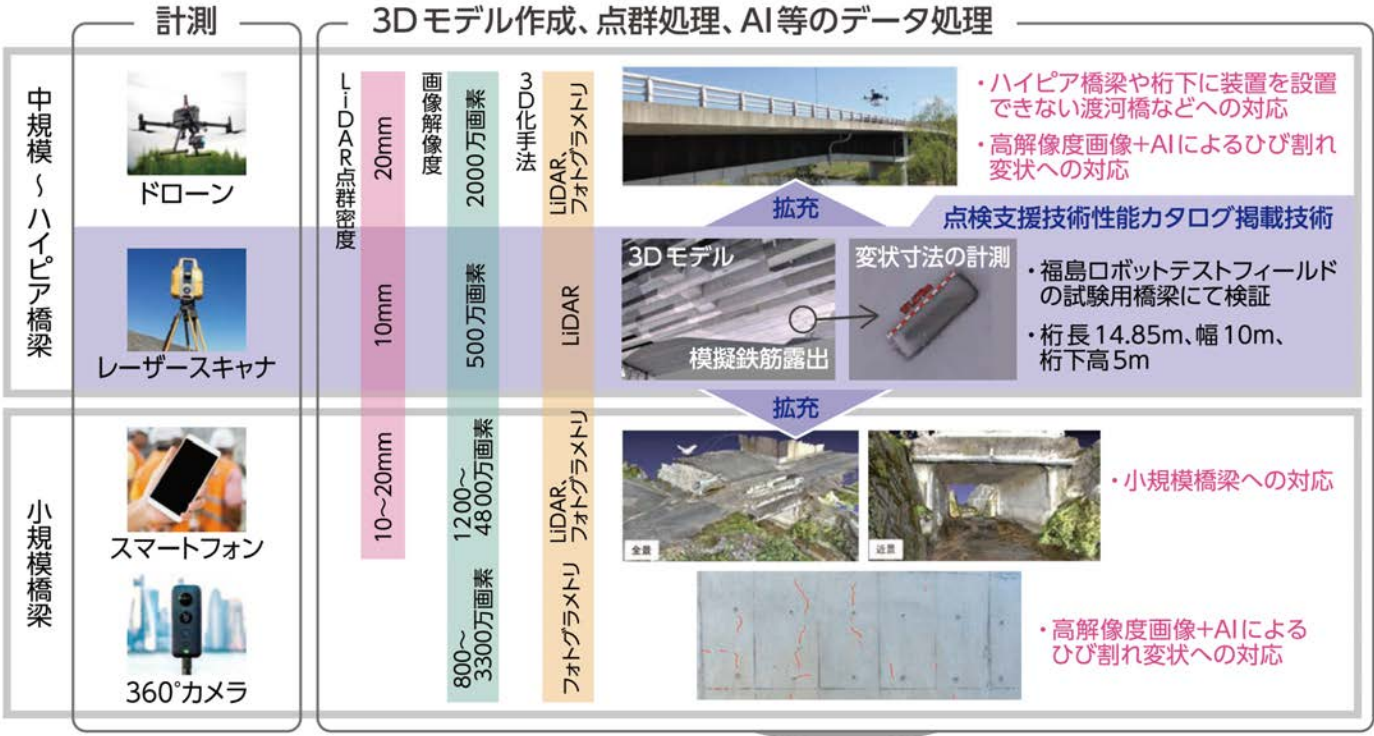 計測
3Dモデル作成、点群処理、AI等のデータ処理
中規模～ハイピア橋梁
ドローン
レーザースキャナ
LiDAR点群密度
20mm
10mm
10〜20mm
画像解像度
2000万画素
500万画素
1200〜
4800万画素
800〜
3300万画素
3D化手法
LiDAR、
フォトグラメトリ
LiDAR
LiDAR、
フォトグラメトリ
フォトグラメトリ
・ハイピア橋梁や桁下に装置を設置
できない渡河橋などへの対応
・高解像度画像+AIによるひび割れ
変状への対応
拡充
点検支援技術性能カタログ掲載技術
3Dモデル
模擬鉄筋露出
変状寸法の計測
・福島ロボットテストフィールド
の試験用橋梁にて検証
・桁長14.85m、幅10m、
桁下高5m
拡充
小規模橋梁
スマートフォン
360°カメラ
全景
近景
・小規模橋梁への対応
・高解像度画像+AIによる
ひび割れ変状への対応